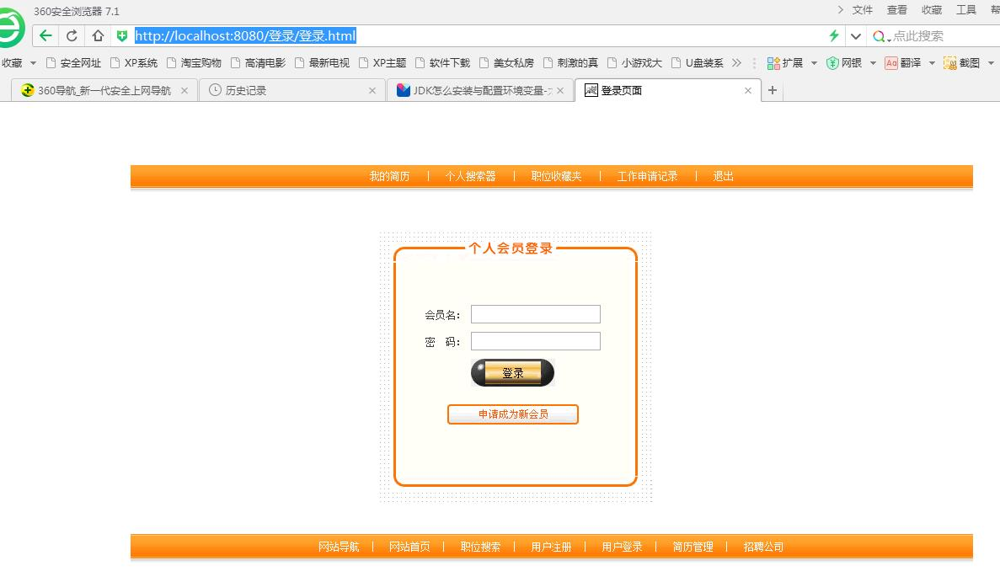 360安全浏览器 7.1
文件 查看 收藏 工具 帮
http://localhost:8080/登录/登录.html 点此搜索
收藏 安全网址 XP系统 淘宝购物 高清电影 最新电视 XP主题 软件下载 美女私房 刺激的真 小游戏大 U盘装系 扩展 网银 翻译 截图
360导航_新一代安全上网导航 历史记录 JDK怎么安装与配置环境变量- 登录页面
我的简历 | 个人搜索器 | 职位收藏夹 | 工作申请记录 | 退出
个人会员登录
会员名:
密 码:
登录
申请成为新会员
网站导航 | 网站首页 | 职位搜索 | 用户注册 | 用户登录 | 简历管理 | 招聘公司